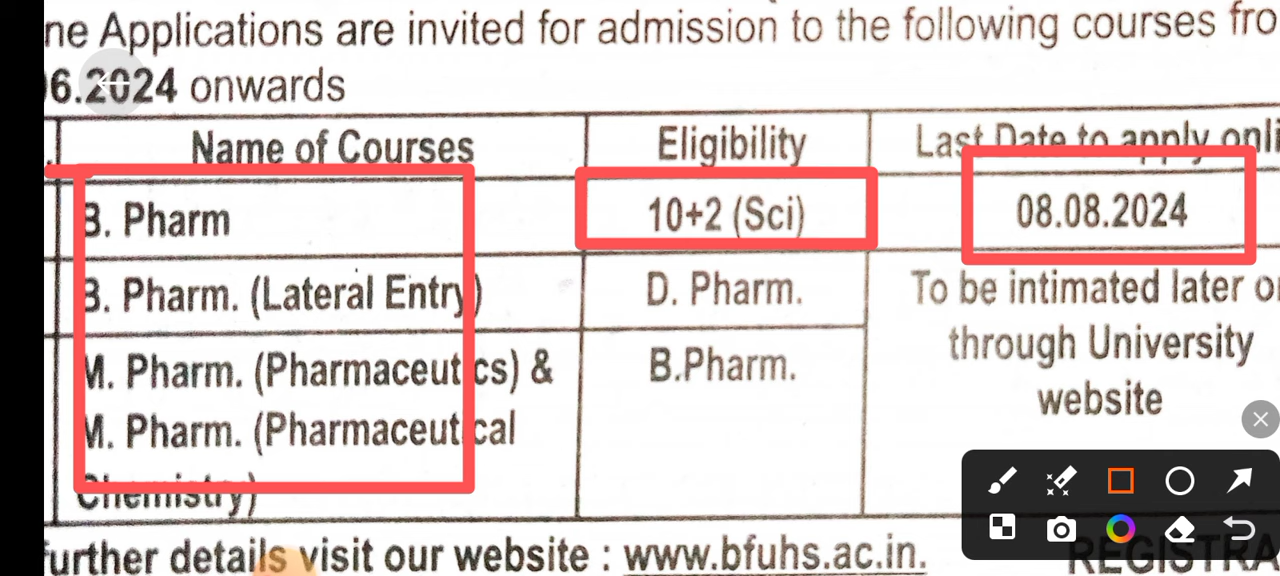 ne Applications are invited for admission to the following courses fro
06.2024 onwards
Name of Courses Eligibility Last Date to apply onli
B. Pharm 10+2 (Sci) 08.08.2024
B. Pharm. (Lateral Entry) D. Pharm. To be intimated later on
through University
website
M. Pharm. (Pharmaceutics) & B.Pharm.
M. Pharm. (Pharmaceutical
Chemistry)
further details visit our website : www.bfuhs.ac.in.
REGISTRA